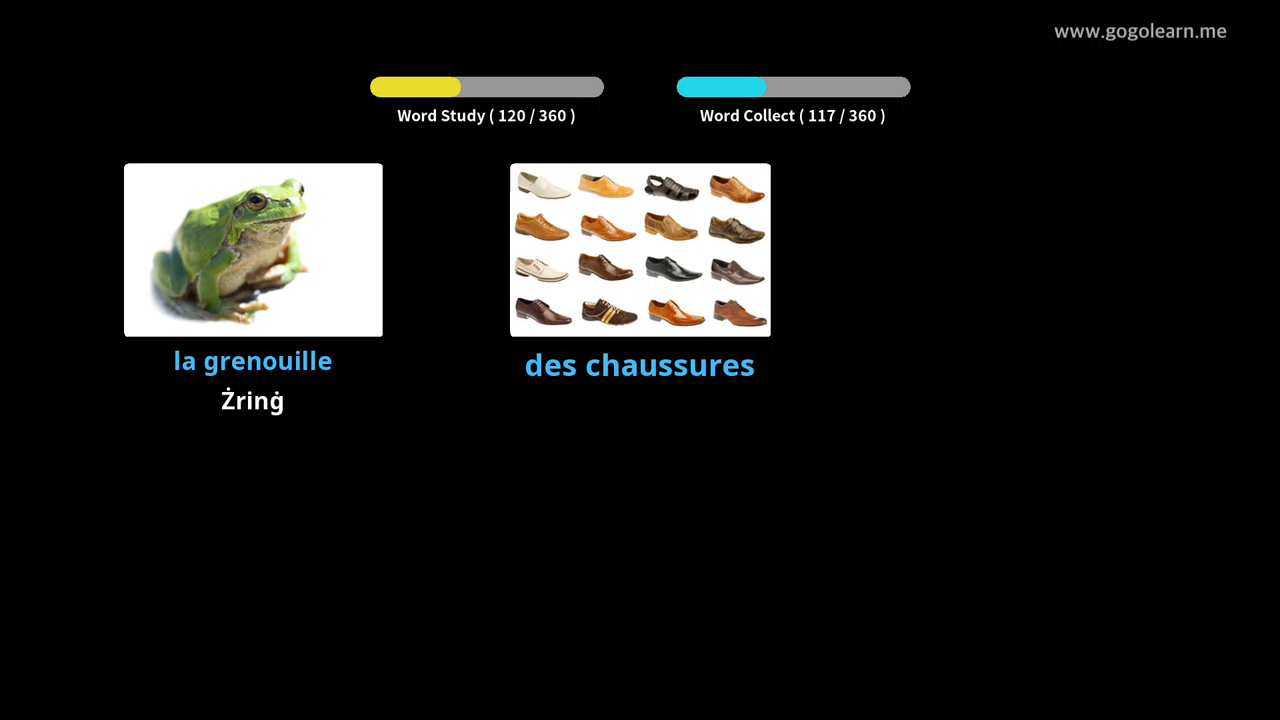 www.gogolearn.me
Word Study ( 120 / 360 )
Word Collect ( 117 / 360 )
la grenouille
Żrinġ
des chaussures